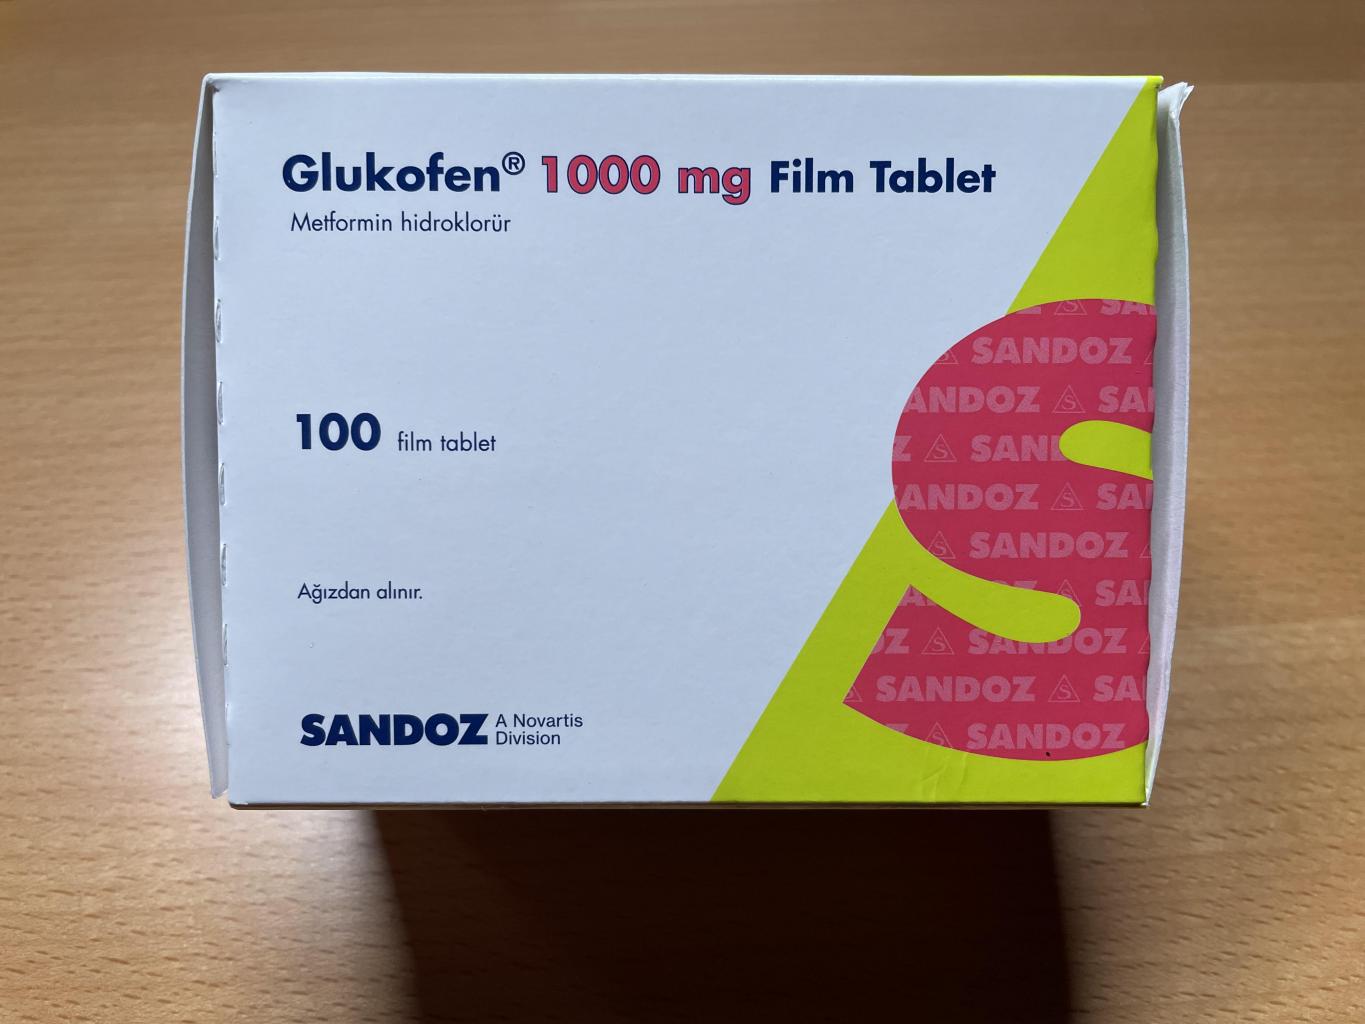 Glukofen® 1000 mg Film Tablet
Metformin hidroklorür
100 film tablet
Ağızdan alınır.
SANDOZ A Novartis
Division
SANDOZ
SANDOZ
SANDOZ
SANDOZ
SANDOZ
SANDOZ